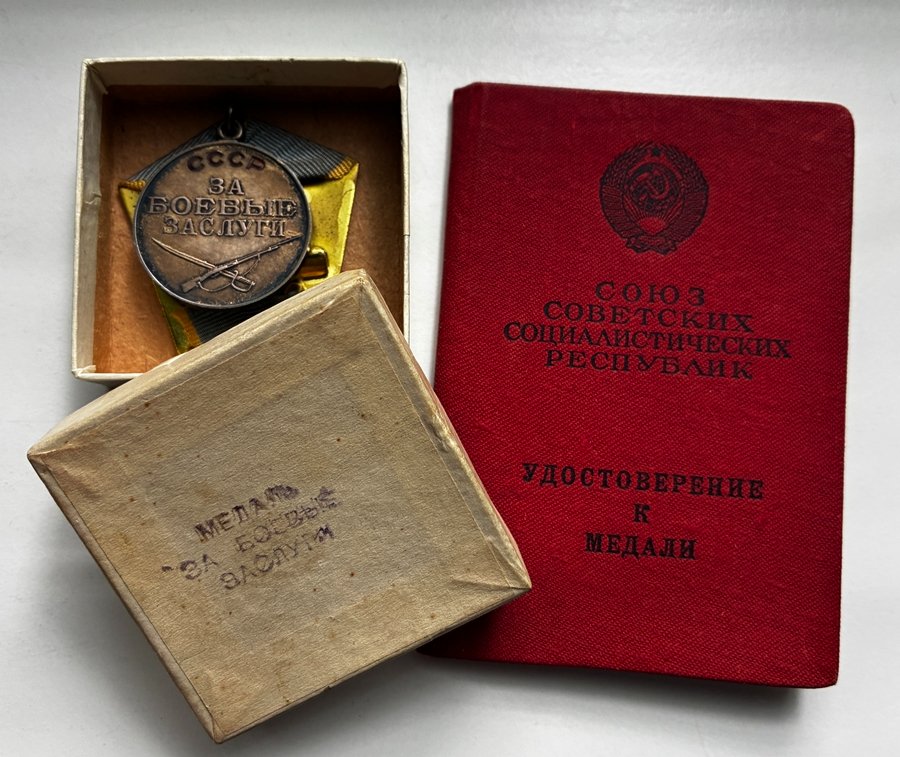 СССР
ЗА
БОЕВЫЕ
ЗАСЛУГИ
МЕДАЛЬ
"ЗА БОЕВЫЕ
ЗАСЛУГИ
СОЮЗ
СОВЕТСКИХ
СОЦИАЛИСТИЧЕСКИХ
РЕСПУБЛИК
УДОСТОВЕРЕНИЕ
К
МЕДАЛИ